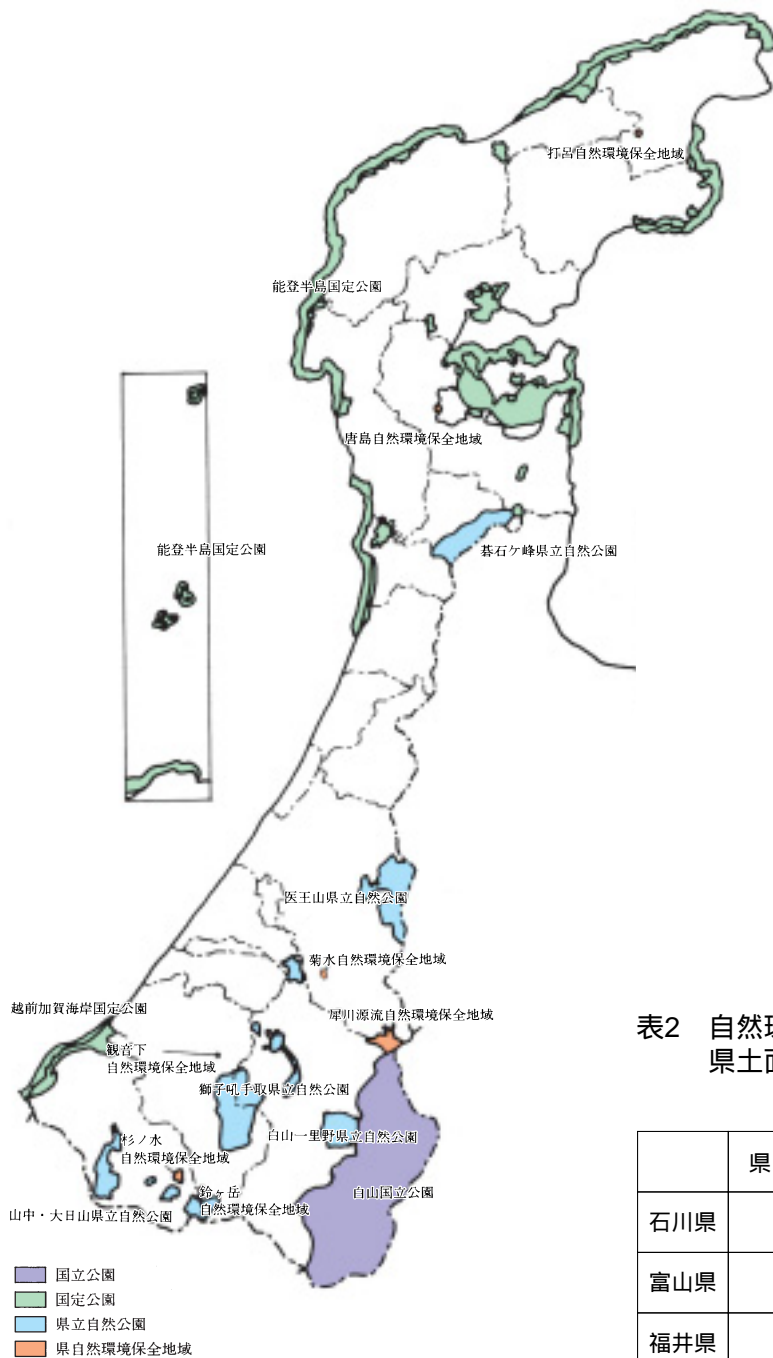 打呂自然環境保全地域
能登半島国定公園
唐島自然環境保全地域
碁石ケ峰県立自然公園
能登半島国定公園
医王山県立自然公園
菊水自然環境保全地域
越前加賀海岸国定公園
犀川源流自然環境保全地域
観音下
自然環境保全地域
獅子吼手取県立自然公園
白山一里野県立自然公園
杉ノ水
自然環境保全地域
鈴ヶ岳
自然環境保全地域
白山国立公園
山中・大日山県立自然公園
国立公園
国定公園
県立自然公園
県自然環境保全地域
表2 自然環
県土面
県
石川県
富山県
福井県